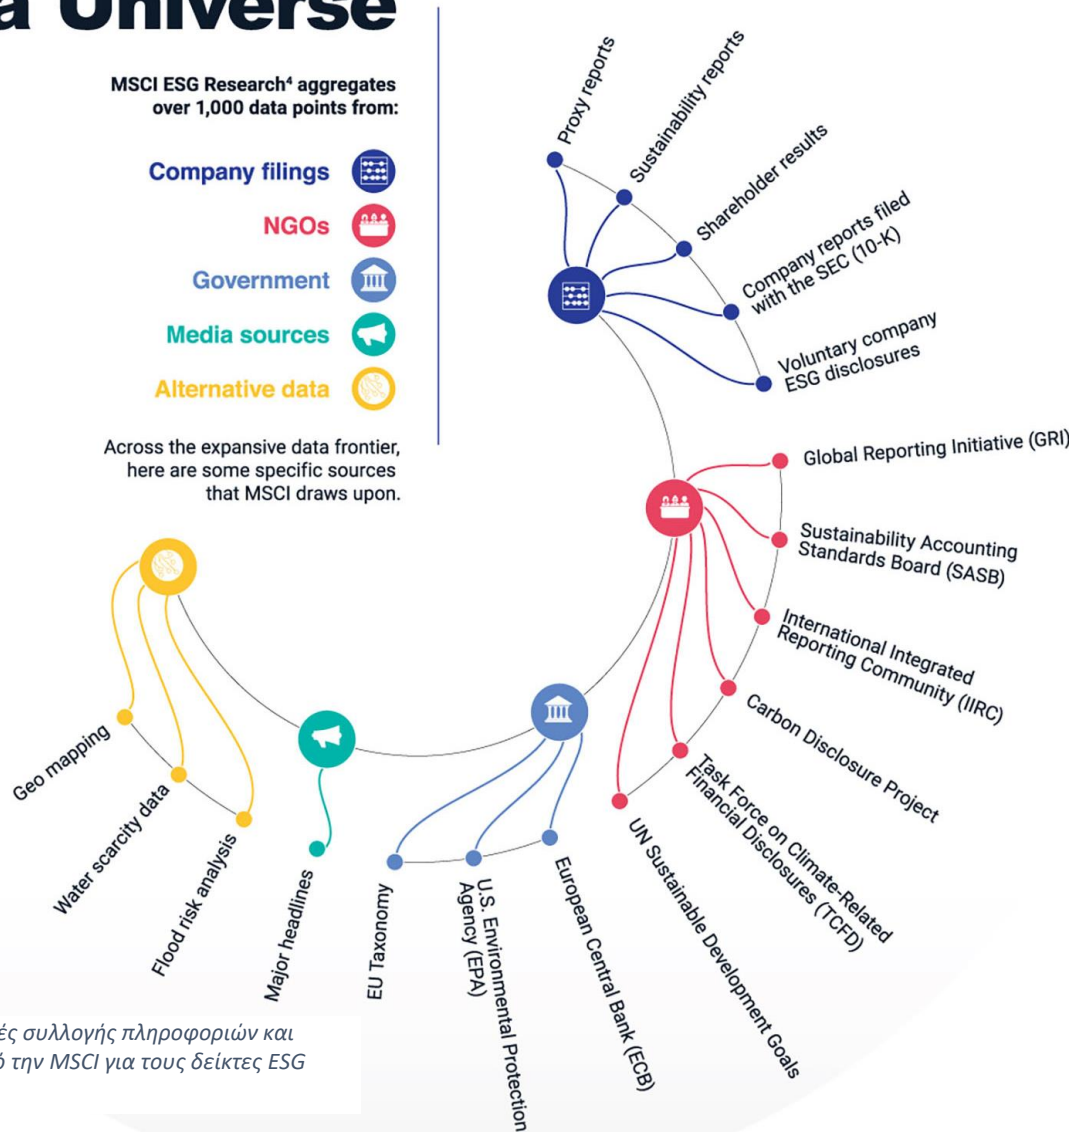 a Universe
MSCI ESG Research⁴ aggregates
over 1,000 data points from:
Company filings
NGOs
Government
Media sources
Alternative data
Across the expansive data frontier,
here are some specific sources
that MSCI draws upon.
Proxy reports
Sustainability reports
Shareholder results
Company reports filed
with the SEC (10-K)
Voluntary company
ESG disclosures
Global Reporting Initiative (GRI)
Sustainability Accounting
Standards Board (SASB)
International Integrated
Reporting Community (IIRC)
Carbon Disclosure Project
Task Force on Climate-Related
Financial Disclosures (TCFD)
UN Sustainable Development Goals
European Central Bank (ECB)
U.S. Environmental Protection
Agency (EPA)
EU Taxonomy
Major headlines
Flood risk analysis
Water scarcity data
Geo mapping
ές συλλογής πληροφοριών και
ό την MSCI για τους δείκτες ESG